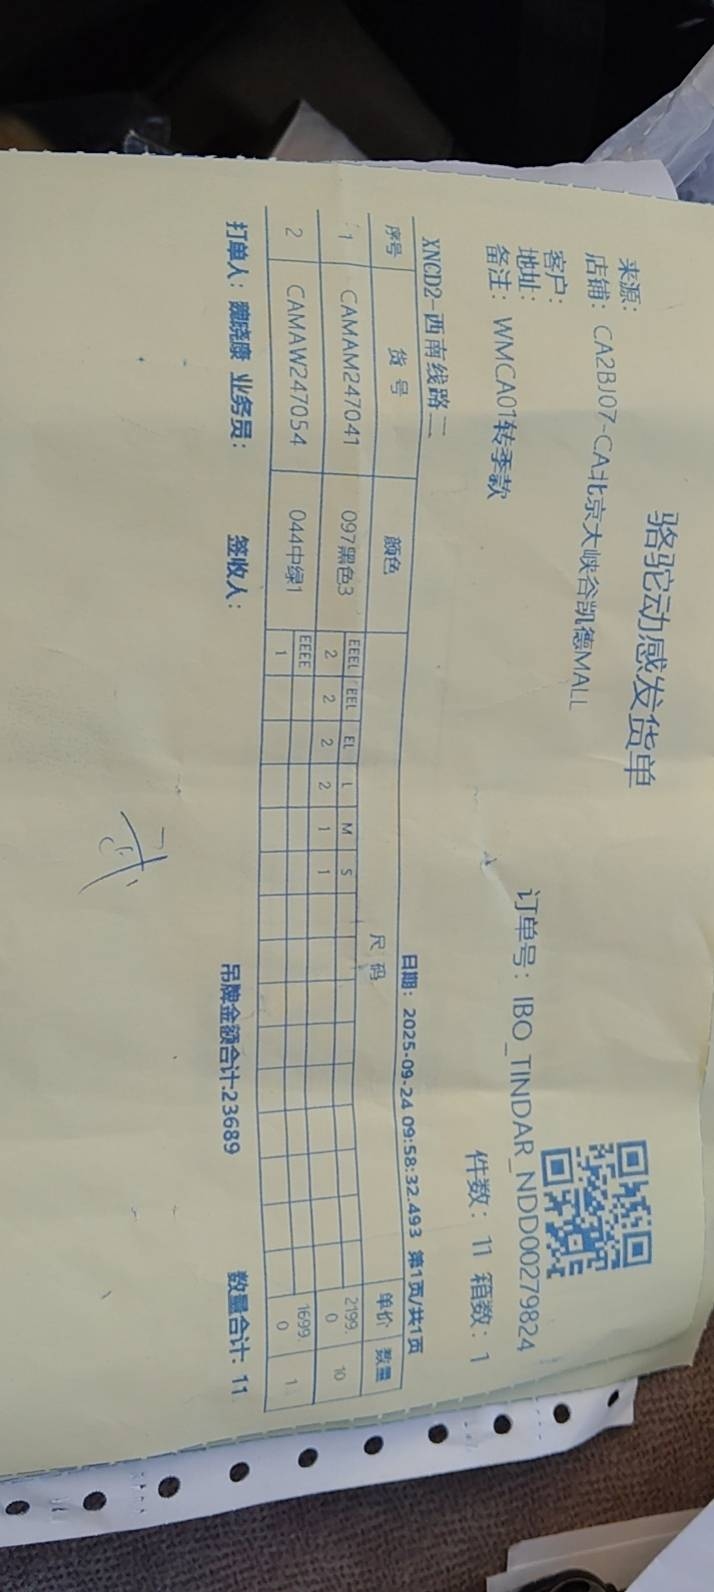 骆驼动感发货单
来源：
店铺：CA2BJ07-CA北京大峡谷凯德MALL
客户：
订单号：IBO_TINDAR_NDD00279824
地址：
备注：WMCA01转季款
件数：11 箱数：1
XNCD2-西南线路二
日期：2025-09-24 09:58:32.493 第1页/共1页
序号 货号 颜色 尺码 单价 数量
1 CAMAM247041 097黑色3 EEEL EEL EL L M S 2199.0 10
2 2 2 2 1 1
2 CAMAW247054 044中绿1 EEEE 1699.0 1
1
打单人：魏晓康 业务员： 签收人： 吊牌金额合计:23689 数量合计：11